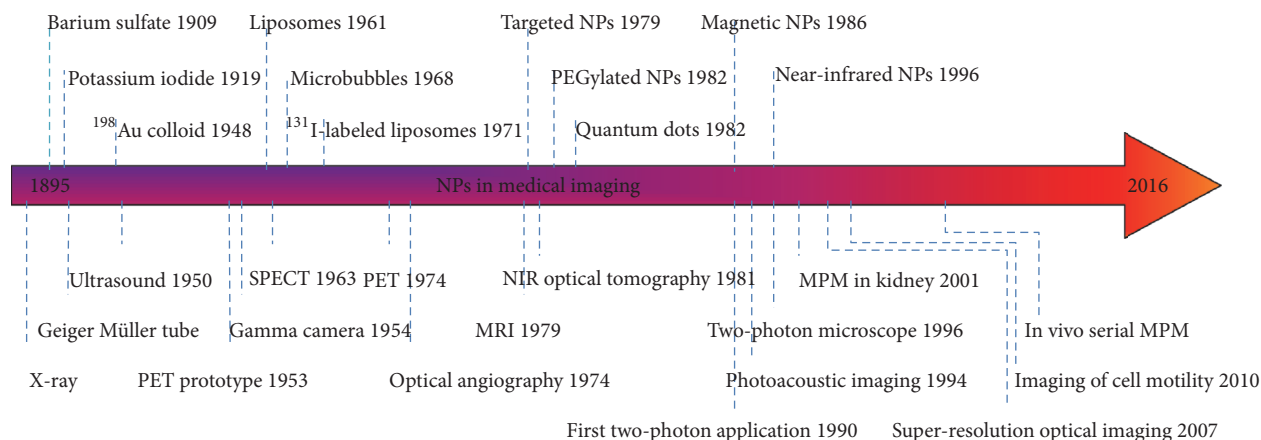 Barium sulfate 1909 Liposomes 1961 Targeted NPs 1979 Magnetic NPs 1986
Potassium iodide 1919 Microbubbles 1968 PEGylated NPs 1982 Near-infrared NPs 1996
¹⁹⁸Au colloid 1948 ¹³¹I-labeled liposomes 1971 Quantum dots 1982
1895 NPs in medical imaging 2016
Ultrasound 1950 SPECT 1963 PET 1974 NIR optical tomography 1981 MPM in kidney 2001
Geiger Müller tube Gamma camera 1954 MRI 1979 Two-photon microscope 1996 In vivo serial MPM
X-ray PET prototype 1953 Optical angiography 1974 Photoacoustic imaging 1994 Imaging of cell motility 2010
First two-photon application 1990 Super-resolution optical imaging 2007